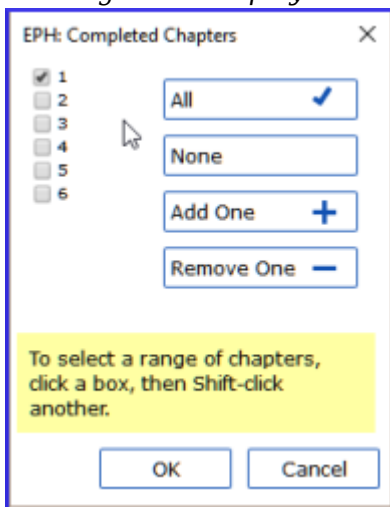 EPH: Completed Chapters
1
2
3
4
5
6
All
None
Add One
Remove One
To select a range of chapters,
click a box, then Shift-click
another.
OK
Cancel